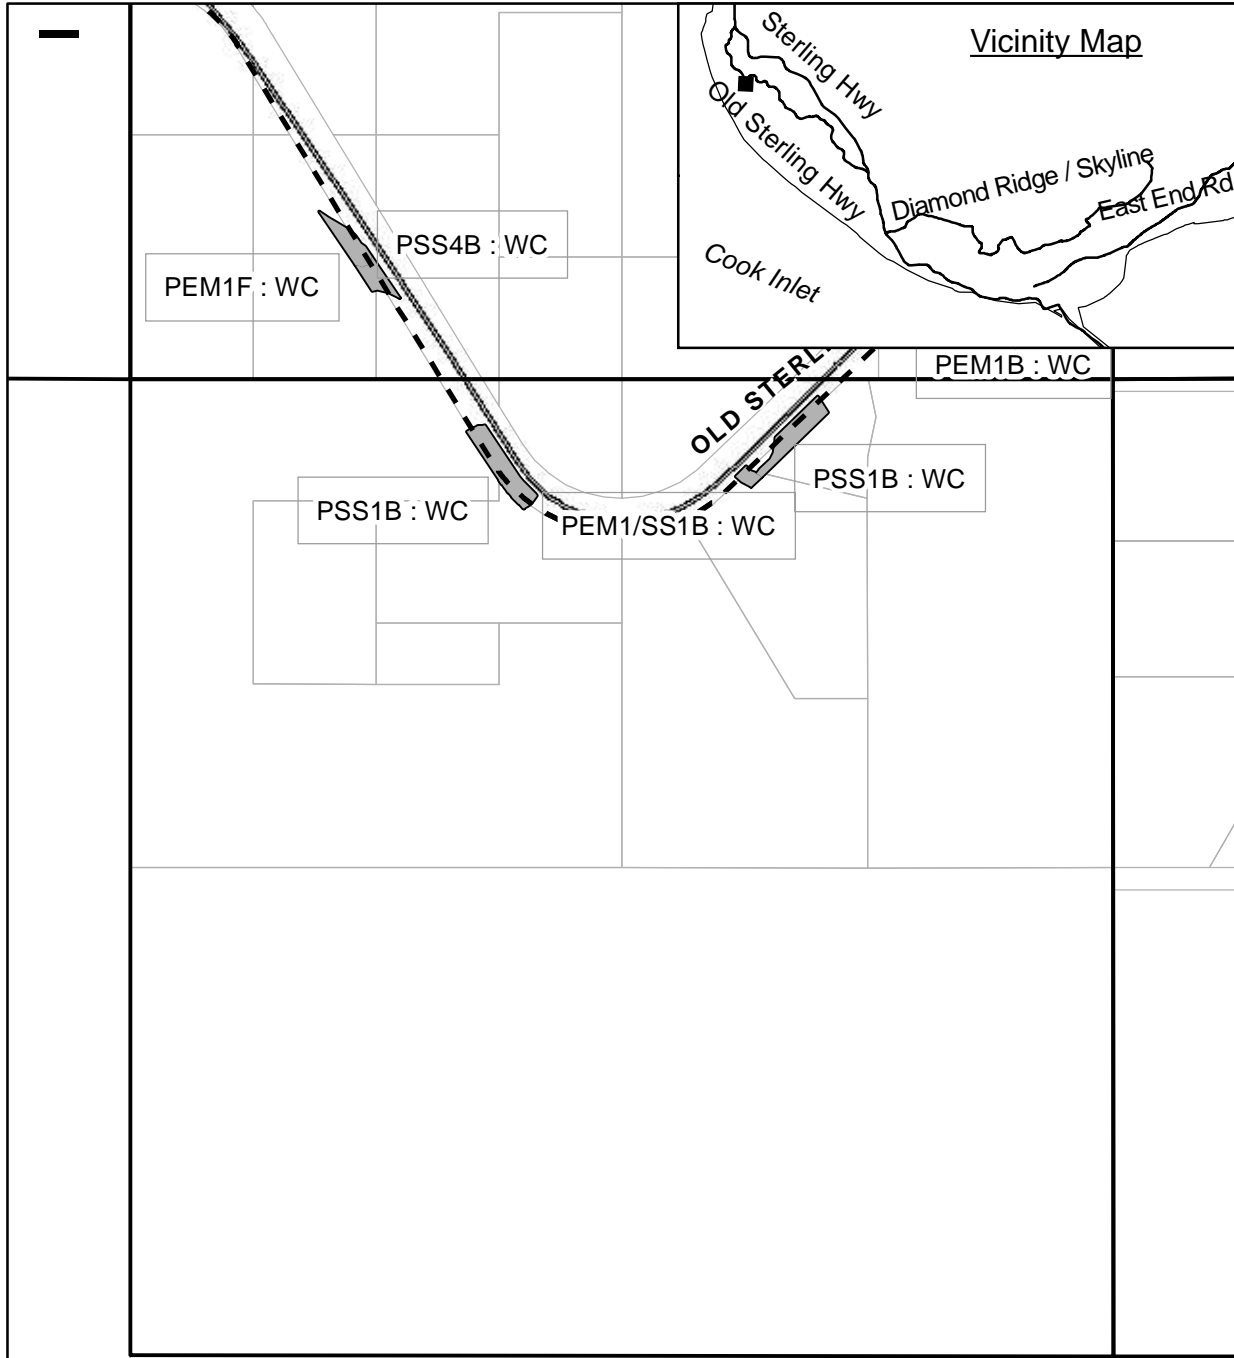 Vicinity Map
Sterling Hwy
Old Sterling Hwy
Diamond Ridge / Skyline
East End Rd
Cook Inlet
PSS4B : WC
PEM1F : WC
PEM1B : WC
OLD STERL
PSS1B : WC
PSS1B : WC
PEM1/SS1B : WC